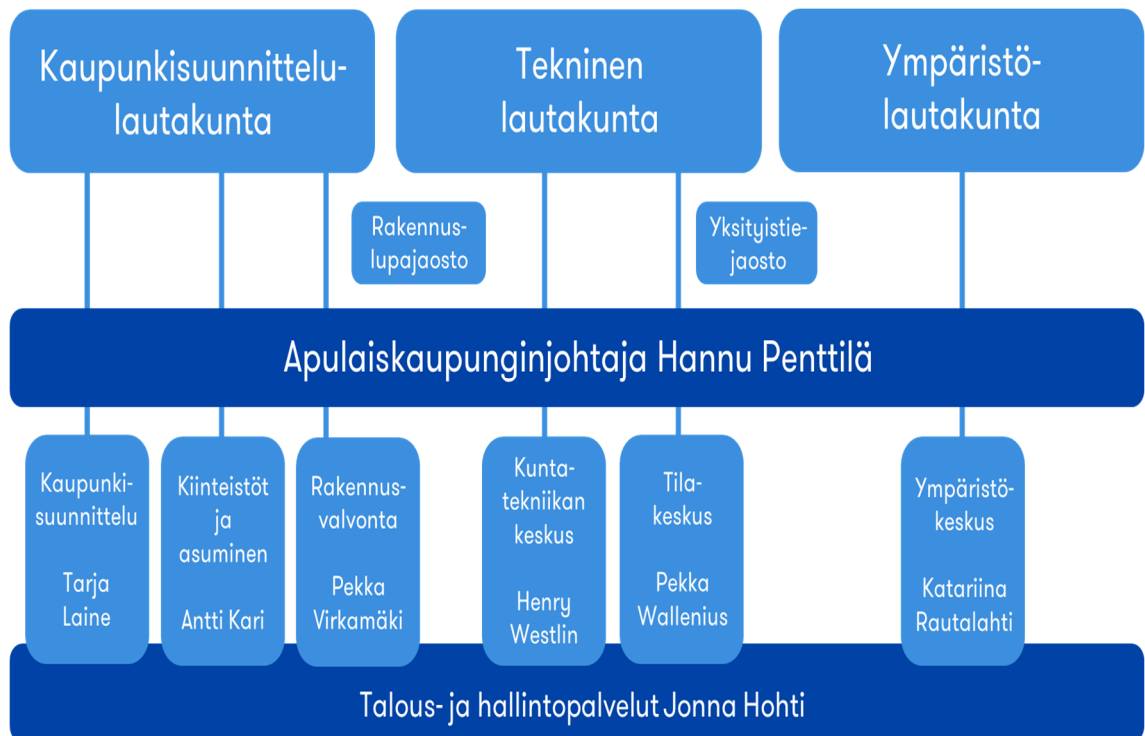 Kaupunkisuunnittelu-
lautakunta
Tekninen
lautakunta
Ympäristö-
lautakunta
Rakennus-
lupajaosto
Yksityistie-
jaosto
Apulaiskaupunginjohtaja Hannu Penttilä
Kaupunki-
suunnittelu
Tarja
Laine
Kiinteistöt
ja
asuminen
Antti Kari
Rakennus-
valvonta
Pekka
Virkamäki
Kunta-
tekniikan
keskus
Henry
Westlin
Tila-
keskus
Pekka
Wallenius
Ympäristö-
keskus
Katariina
Rautalahti
Talous- ja hallintopalvelut Jonna Hohti